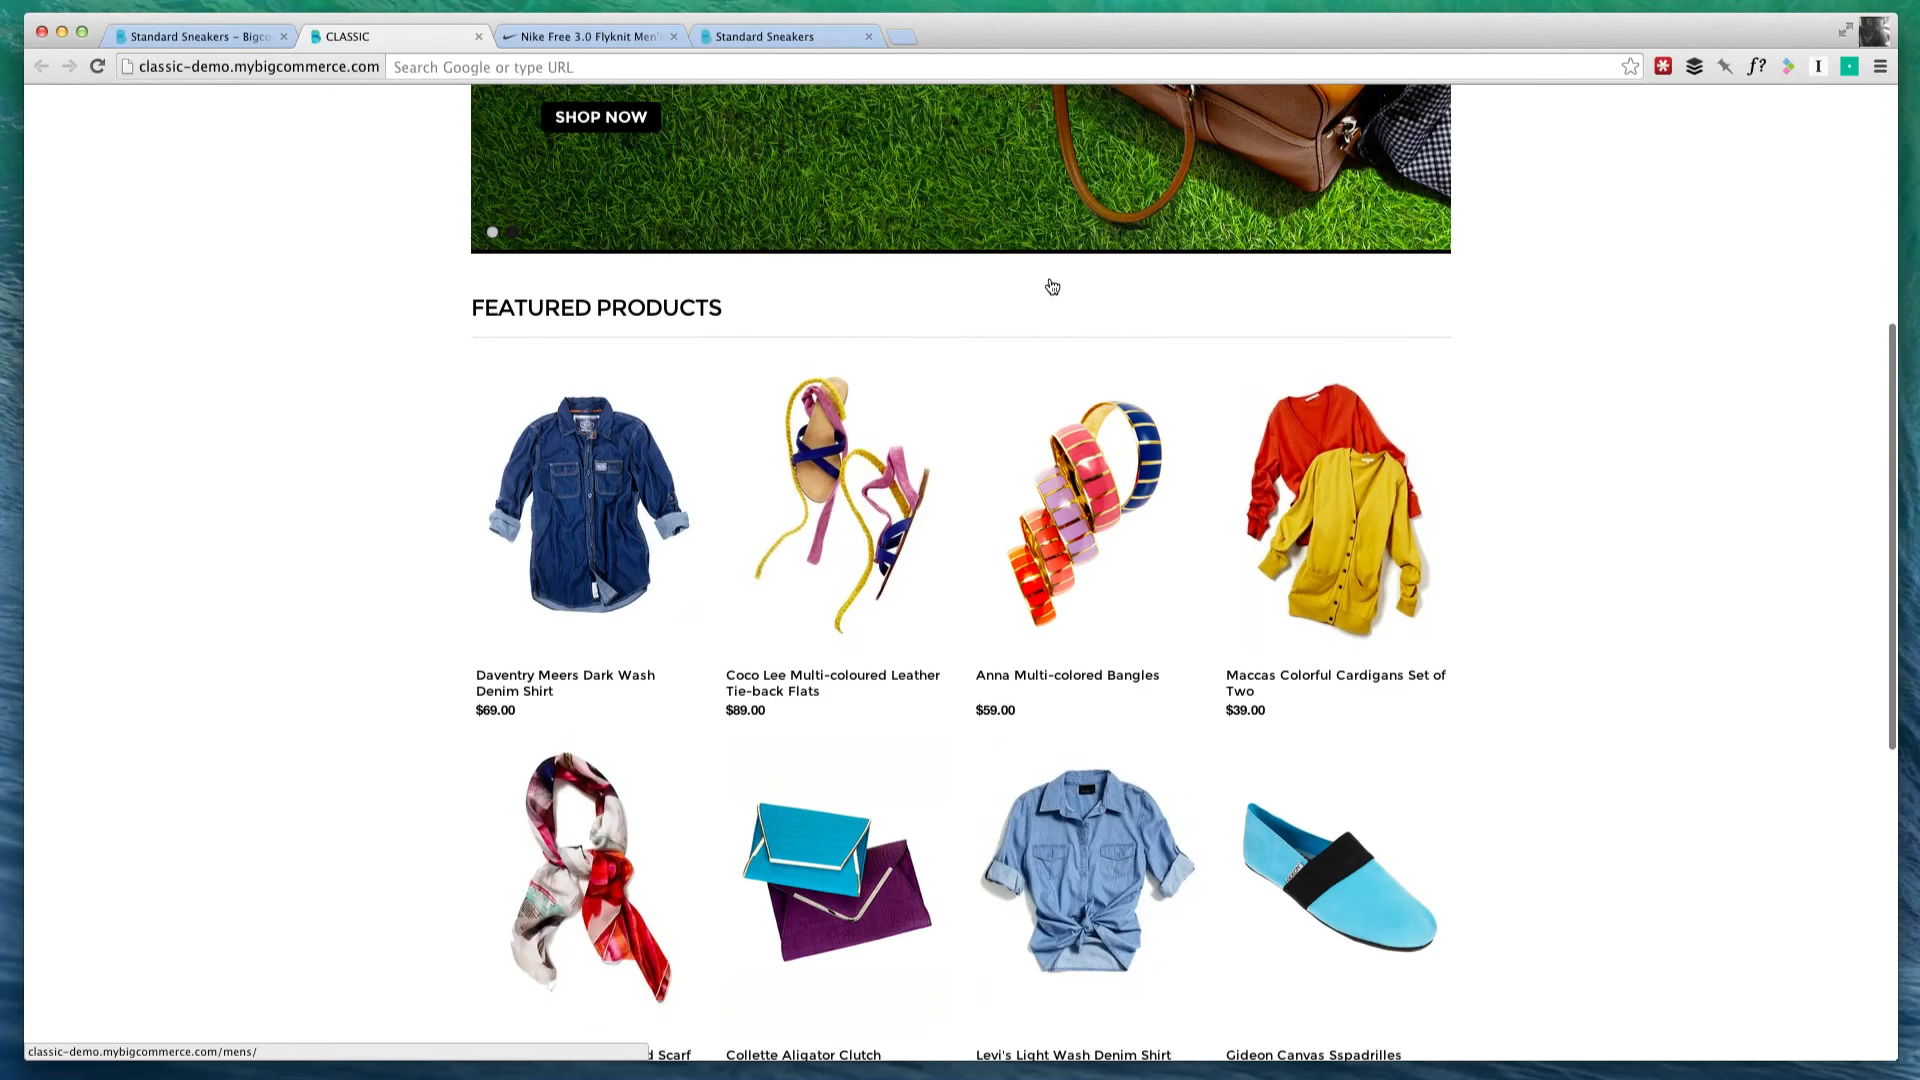 Standard Sneakers – Bigco
CLASSIC
Nike Free 3.0 Flyknit Men's
Standard Sneakers
classic-demo.mybigcommerce.com
Search Google or type URL
f?
I
SHOP NOW
FEATURED PRODUCTS
Daventry Meers Dark Wash
Denim Shirt
$69.00
Coco Lee Multi-coloured Leather
Tie-back Flats
$89.00
Anna Multi-colored Bangles
$59.00
Maccas Colorful Cardigans Set of
Two
$39.00
d Scarf
Collette Aligator Clutch
Levi's Light Wash Denim Shirt
Gideon Canvas Sspadrilles
classic-demo.mybigcommerce.com/mens/